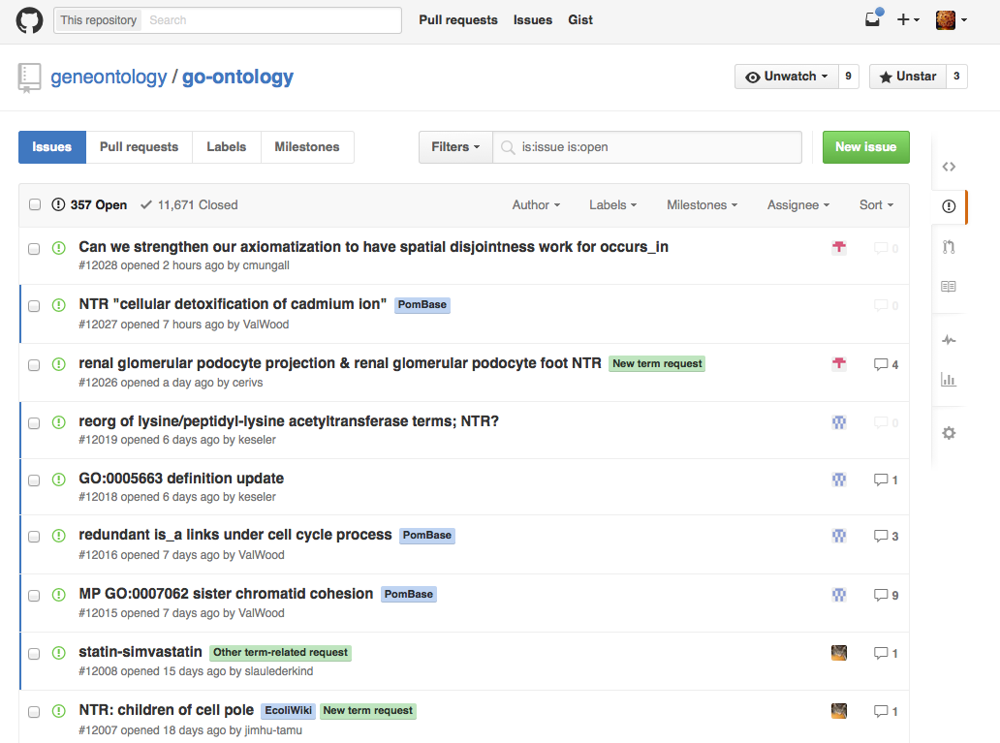 This repository Search Pull requests Issues Gist
geneontology / go-ontology Unwatch 9 Unstar 3
Issues Pull requests Labels Milestones Filters is:issue is:open New issue
357 Open 11,671 Closed Author Labels Milestones Assignee Sort
Can we strengthen our axiomatization to have spatial disjointness work for occurs_in 0
#12028 opened 2 hours ago by cmungall
NTR "cellular detoxification of cadmium ion" PomBase 0
#12027 opened 7 hours ago by ValWood
renal glomerular podocyte projection & renal glomerular podocyte foot NTR New term request 4
#12026 opened a day ago by cerivs
reorg of lysine/peptidyl-lysine acetyltransferase terms; NTR? 0
#12019 opened 6 days ago by keseler
GO:0005663 definition update 1
#12018 opened 6 days ago by keseler
redundant is_a links under cell cycle process PomBase 3
#12016 opened 7 days ago by ValWood
MP GO:0007062 sister chromatid cohesion PomBase 9
#12015 opened 7 days ago by ValWood
statin-simvastatin Other term-related request 1
#12008 opened 15 days ago by slaulederkind
NTR: children of cell pole EcoliWiki New term request 1
#12007 opened 18 days ago by jimhu-tamu